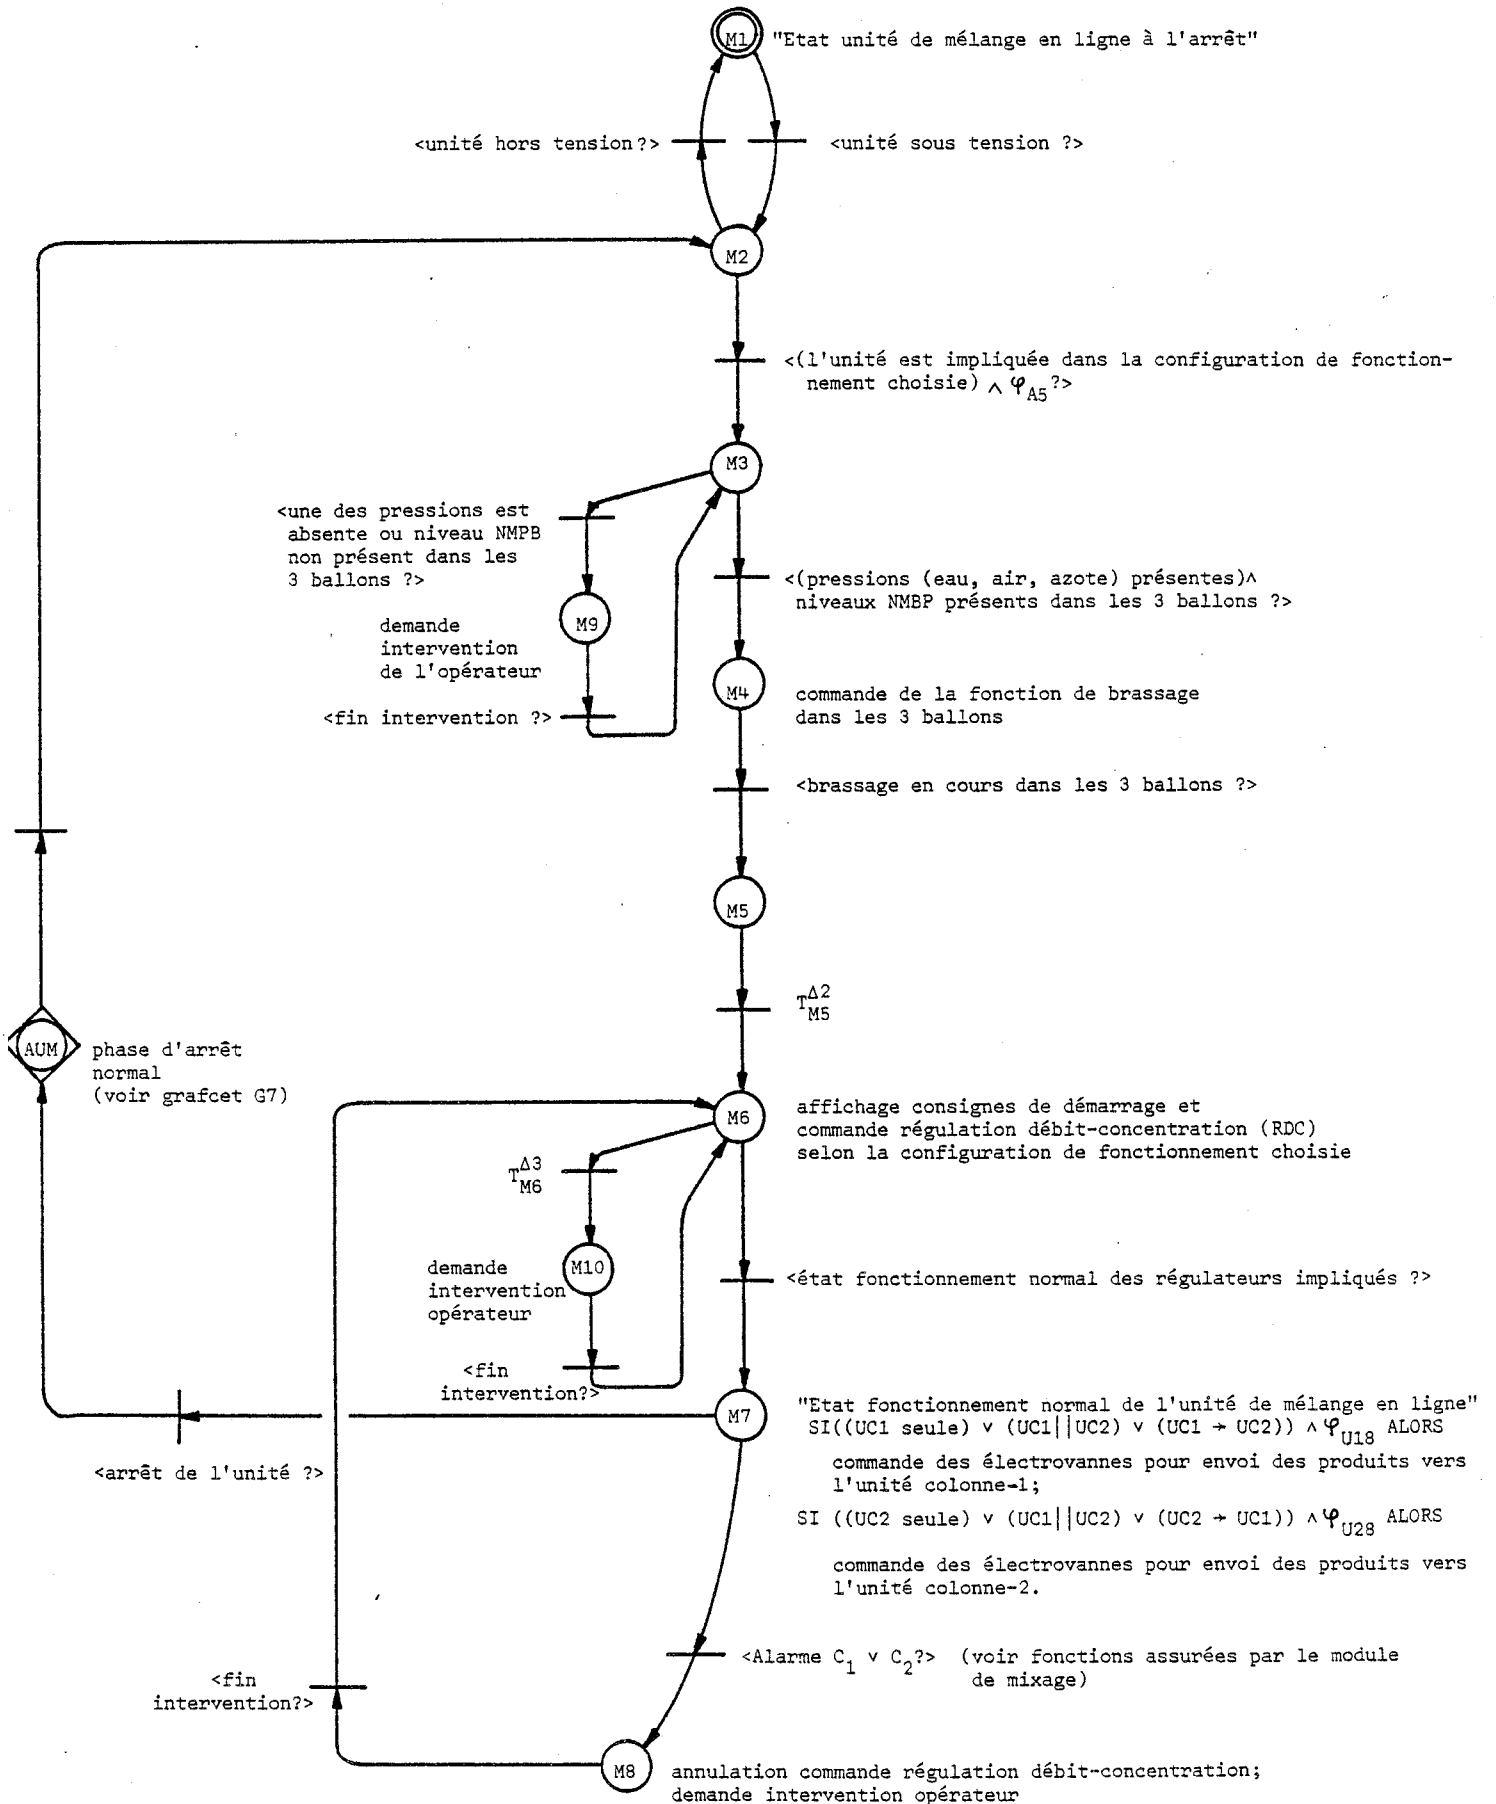 M1 "Etat unité de mélange en ligne à l'arrêt"
<unité hors tension?>
<unité sous tension ?>
M2
<(l'unité est impliquée dans la configuration de fonction-
nement choisie) ∧ φA5?>
M3
<une des pressions est
absente ou niveau NMPB
non présent dans les
3 ballons ?>
<(pressions (eau, air, azote) présentes)∧
niveaux NMBP présents dans les 3 ballons ?>
M9
demande
intervention
de l'opérateur
<fin intervention ?>
M4
commande de la fonction de brassage
dans les 3 ballons
<brassage en cours dans les 3 ballons ?>
M5
T Δ2 M5
AUM
phase d'arrêt
normal
(voir grafcet G7)
M6
affichage consignes de démarrage et
commande régulation débit-concentration (RDC)
selon la configuration de fonctionnement choisie
T Δ3 M6
M10
demande
intervention
opérateur
<état fonctionnement normal des régulateurs impliqués ?>
<fin
intervention?>
M7
"Etat fonctionnement normal de l'unité de mélange en ligne"
SI((UC1 seule) ∨ (UC1||UC2) ∨ (UC1 → UC2)) ∧ φU18 ALORS
commande des électrovannes pour envoi des produits vers
l'unité colonne-1;
SI ((UC2 seule) ∨ (UC1||UC2) ∨ (UC2 → UC1)) ∧ φU28 ALORS
commande des électrovannes pour envoi des produits vers
l'unité colonne-2.
<arrêt de l'unité ?>
<Alarme C1 ∨ C2?> (voir fonctions assurées par le module
de mixage)
<fin
intervention?>
M8
annulation commande régulation débit-concentration;
demande intervention opérateur